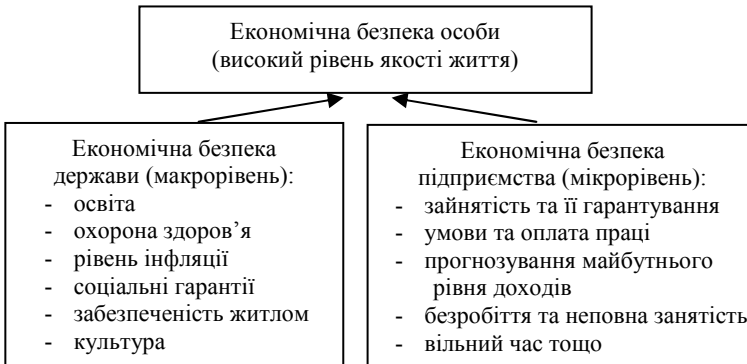 Економічна безпека особи
(високий рівень якості життя)
Економічна безпека
держави (макрорівень):
- освіта
- охорона здоров’я
- рівень інфляції
- соціальні гарантії
- забезпеченість житлом
- культура
Економічна безпека
підприємства (мікрорівень):
- зайнятість та її гарантування
- умови та оплата праці
- прогнозування майбутнього
рівня доходів
- безробіття та неповна занятість
- вільний час тощо